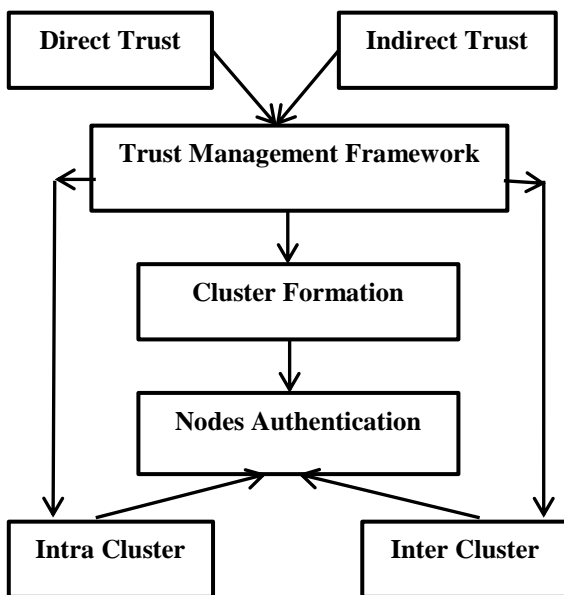 Direct Trust
Indirect Trust
Trust Management Framework
Cluster Formation
Nodes Authentication
Intra Cluster
Inter Cluster